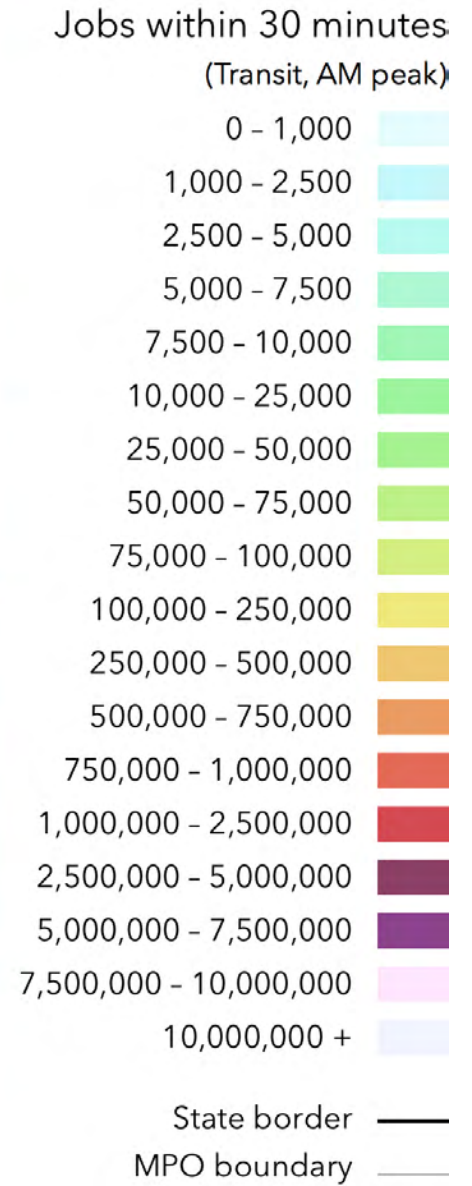 Jobs within 30 minutes
(Transit, AM peak)
0 – 1,000
1,000 – 2,500
2,500 – 5,000
5,000 – 7,500
7,500 – 10,000
10,000 – 25,000
25,000 – 50,000
50,000 – 75,000
75,000 – 100,000
100,000 – 250,000
250,000 – 500,000
500,000 – 750,000
750,000 – 1,000,000
1,000,000 – 2,500,000
2,500,000 – 5,000,000
5,000,000 – 7,500,000
7,500,000 – 10,000,000
10,000,000 +
State border
MPO boundary